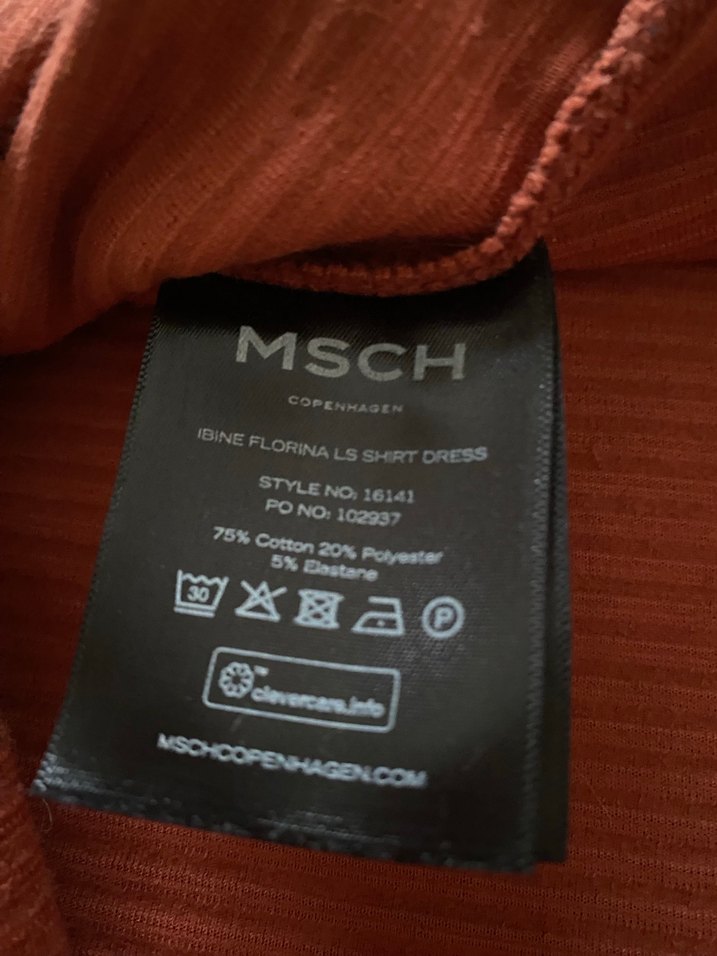 MSCH
COPENHAGEN
IBINE FLORINA LS SHIRT DRESS
STYLE NO: 16141
PO NO: 102937
75% Cotton 20% Polyester
5% Elastane
30 P
™
clevercare.info
MSCHCOPENHAGEN.COM